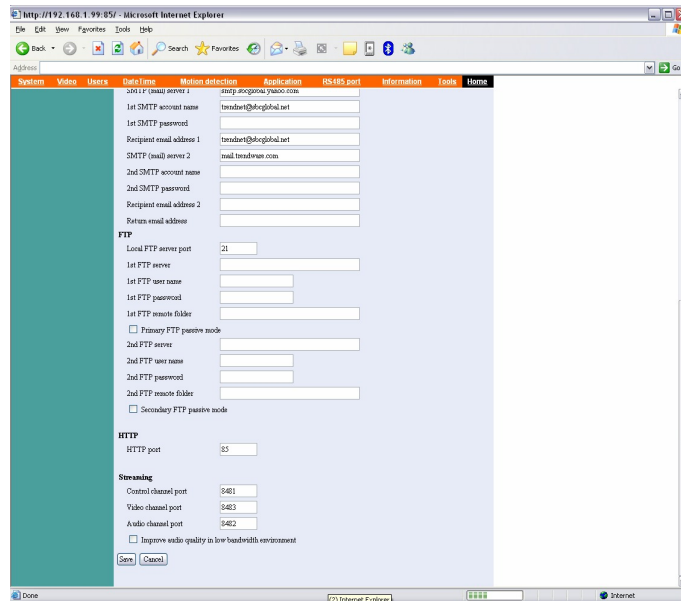 http://192.168.1.99:85/ - Microsoft Internet Explorer
File Edit View Favorites Tools Help
Back Search Favorites
Address Go
System Video Users DateTime Motion detection Application RS485 port Information Tools Home
SMTP (mail) server 1 smtp.sbcglobal.yahoo.com
1st SMTP account name trendnet@sbcglobal.net
1st SMTP password
Recipient email address 1 trendnet@sbcglobal.net
SMTP (mail) server 2 mail.trendware.com
2nd SMTP account name
2nd SMTP password
Recipient email address 2
Return email address
FTP
Local FTP server port 21
1st FTP server
1st FTP user name
1st FTP password
1st FTP remote folder
Primary FTP passive mode
2nd FTP server
2nd FTP user name
2nd FTP password
2nd FTP remote folder
Secondary FTP passive mode
HTTP
HTTP port 85
Streaming
Control channel port 8481
Video channel port 8483
Audio channel port 8482
Improve audio quality in low bandwidth environment
Save Cancel
Done (2) Internet Explorer Internet